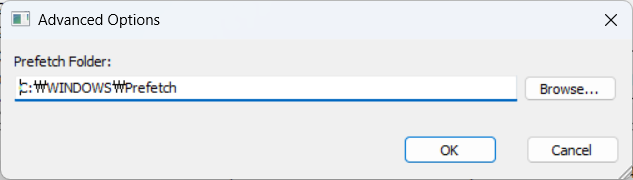 Advanced Options
Prefetch Folder:
C:₩WINDOWS₩Prefetch
Browse...
OK
Cancel